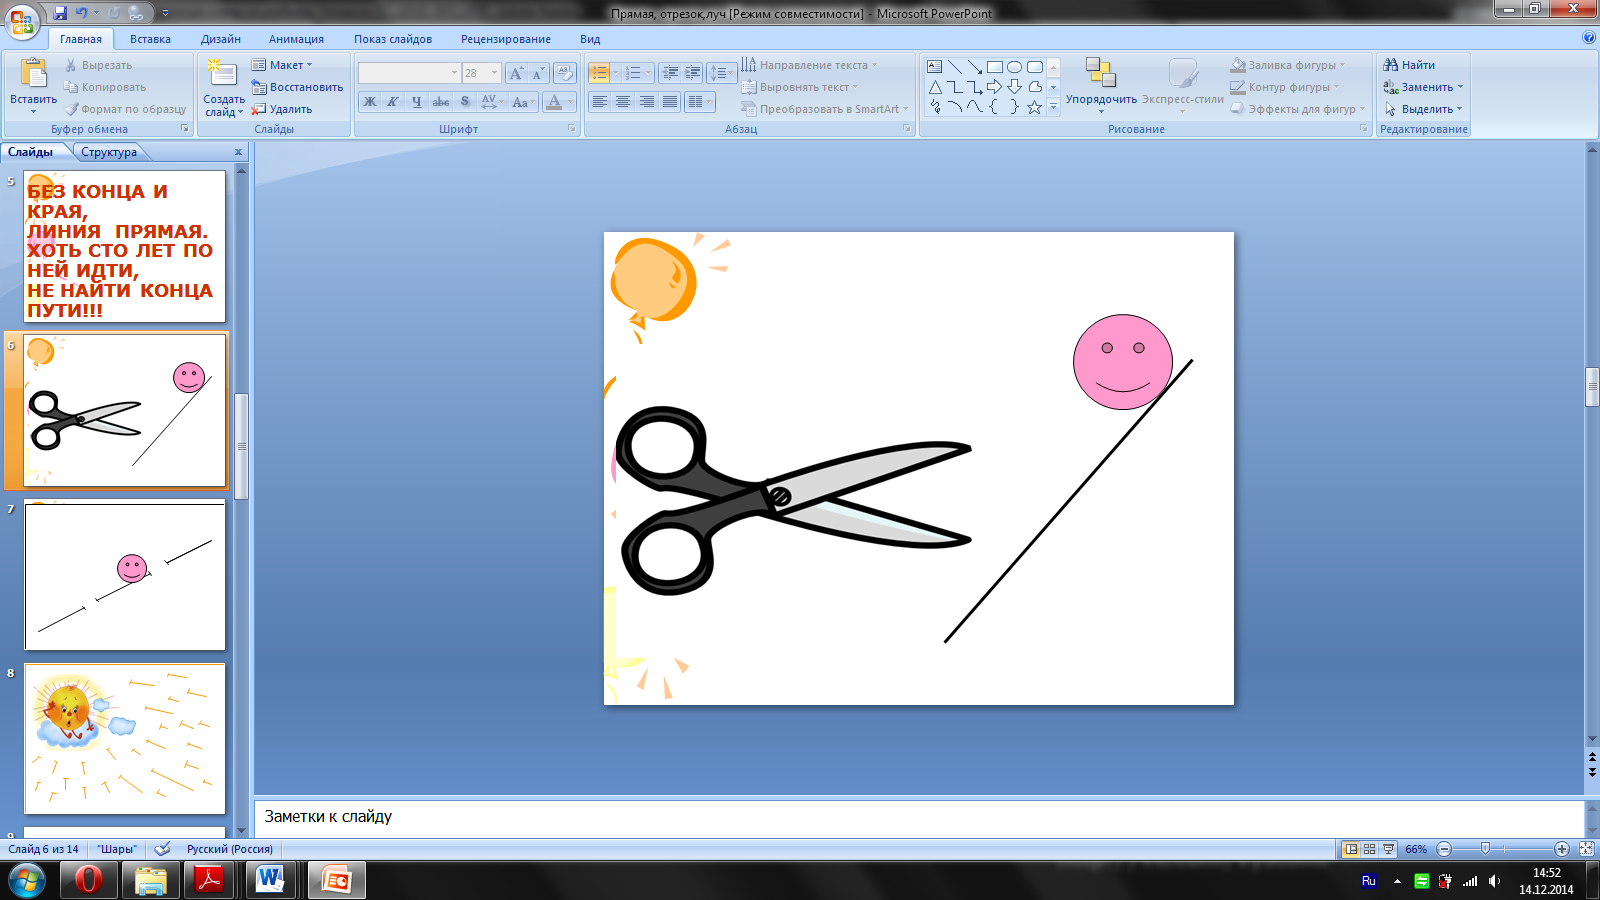 Прямая, отрезок,луч [Режим совместимости] - Microsoft PowerPoint
Главная Вставка Дизайн Анимация Показ слайдов Рецензирование Вид
Вставить
Вырезать
Копировать
Формат по образцу
Буфер обмена
Создать слайд
Макет
Восстановить
Удалить
Слайды
28
Ж К Ч abc S AV Aa A
Шрифт
Направление текста
Выровнять текст
Преобразовать в SmartArt
Абзац
Упорядочить
Экспресс-стили
Заливка фигуры
Контур фигуры
Эффекты для фигур
Рисование
Найти
Заменить
Выделить
Редактирование
Слайды Структура
5
БЕЗ КОНЦА И
КРАЯ,
ЛИНИЯ ПРЯМАЯ.
ХОТЬ СТО ЛЕТ ПО
НЕЙ ИДТИ,
НЕ НАЙТИ КОНЦА
ПУТИ!!!
6
7
8
9
Заметки к слайду
Слайд 6 из 14 "Шары" Русский (Россия) 66%
Ru
14:52
14.12.2014